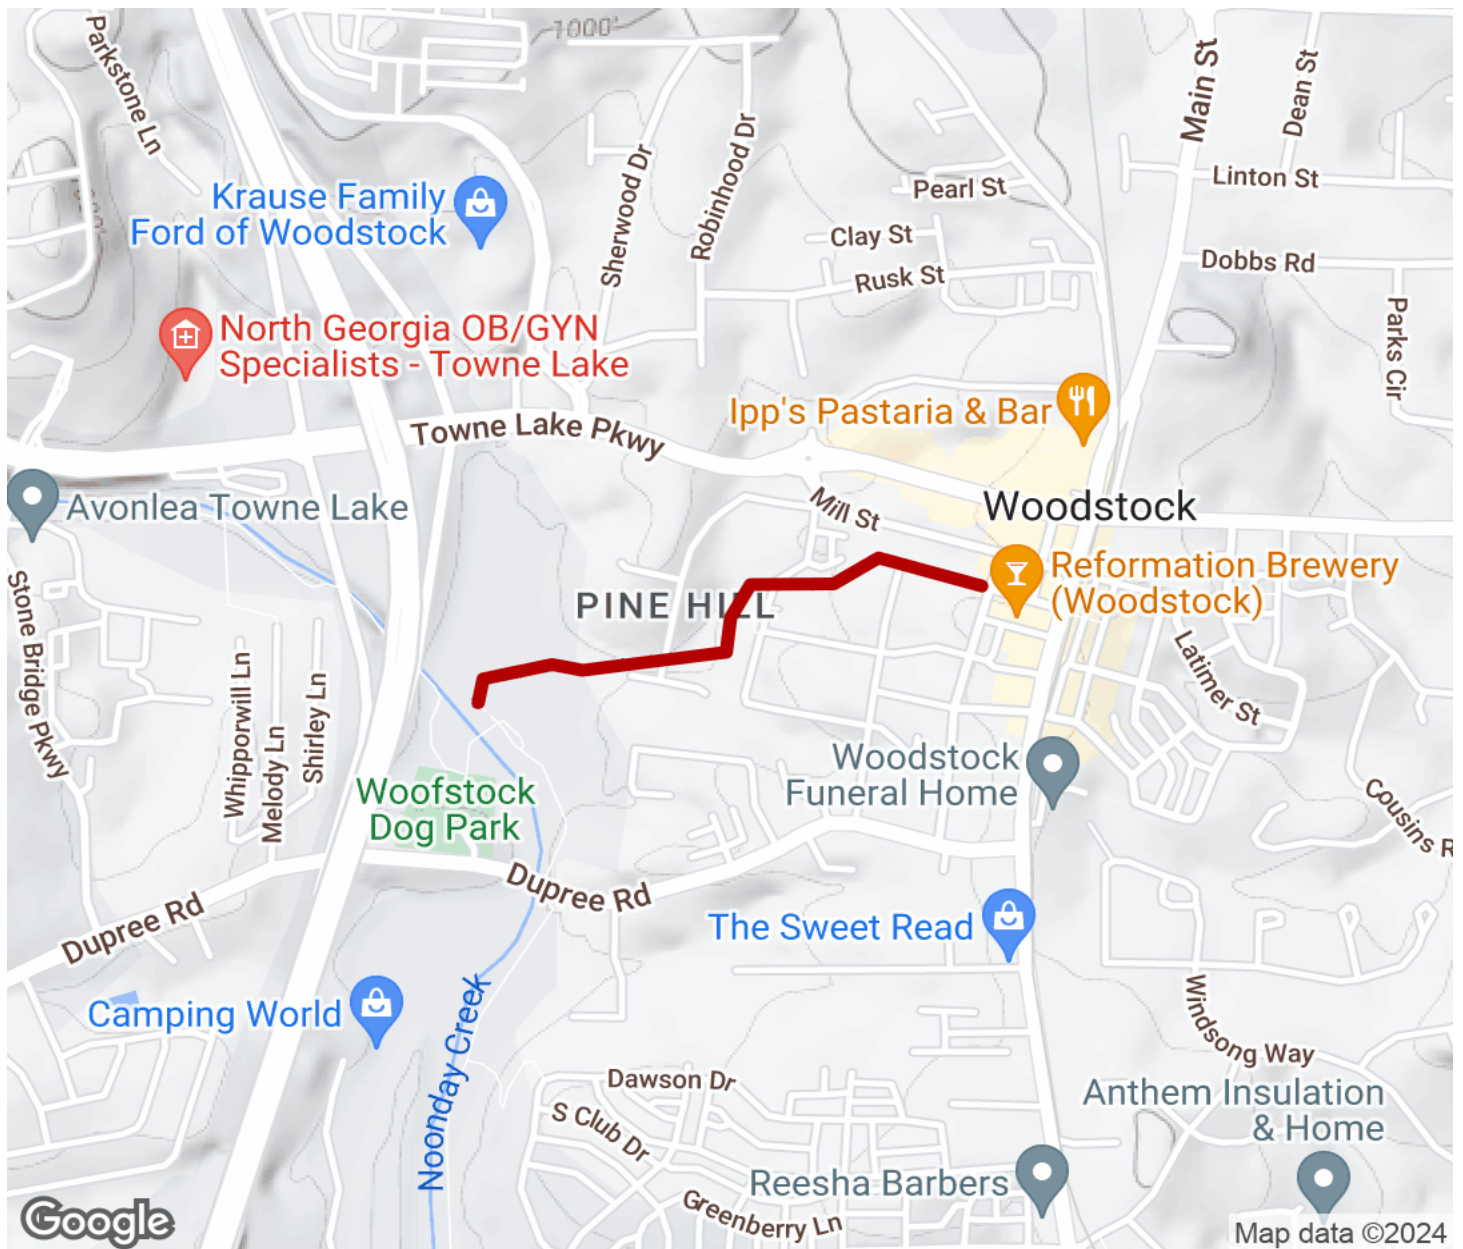 1000'
Parkstone Ln
Main St
Dean St
Sherwood Dr
Robinhood Dr
Linton St
Pearl St
Krause Family
Ford of Woodstock
Clay St
Rusk St
Dobbs Rd
Parks Cir
North Georgia OB/GYN
Specialists - Towne Lake
Ipp's Pastaria & Bar
Towne Lake Pkwy
Avonlea Towne Lake
Mill St
Woodstock
Reformation Brewery
(Woodstock)
PINE HILL
Stone Bridge Pkwy
Whipporwill Ln
Melody Ln
Shirley Ln
Latimer St
Woodstock
Funeral Home
Woofstock
Dog Park
Cousins R
Dupree Rd
Dupree Rd
The Sweet Read
Camping World
Noonday Creek
Windsong Way
Dawson Dr
S Club Dr
Anthem Insulation
& Home
Reesha Barbers
Greenberry Ln
Google
Map data ©2024